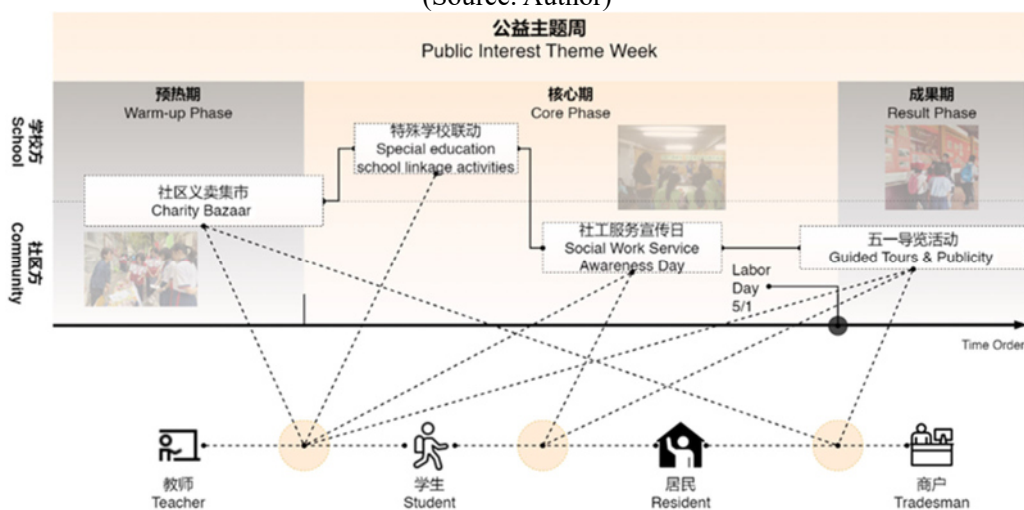 (Source: Author)
公益主题周
Public Interest Theme Week
预热期
Warm-up Phase
核心期
Core Phase
成果期
Result Phase
学校方
School
特殊学校联动
Special education
school linkage activities
社区义卖集市
Charity Bazaar
社区方
Community
社工服务宣传日
Social Work Service
Awareness Day
五一导览活动
Guided Tours & Publicity
Labor
Day
5/1
Time Order
教师
Teacher
学生
Student
居民
Resident
商户
Tradesman